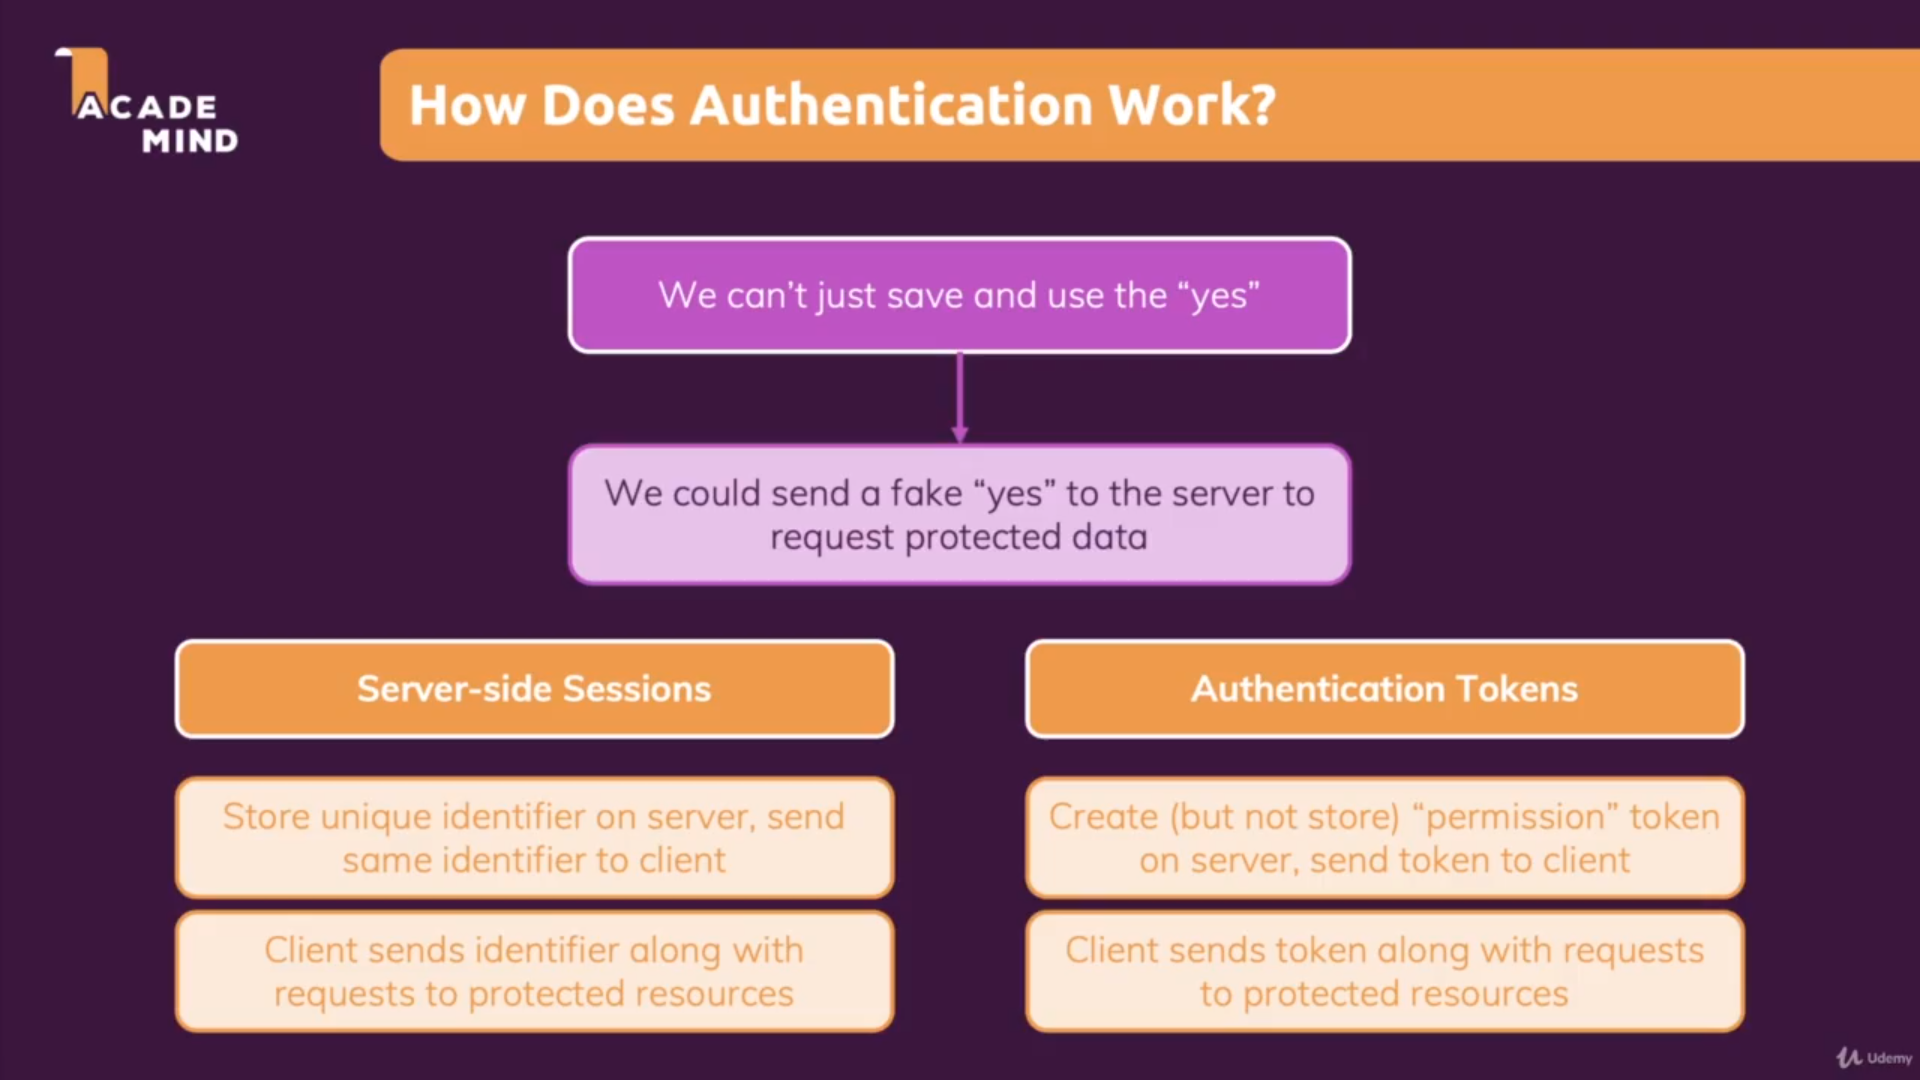 ACADE
MIND
How Does Authentication Work?
We can’t just save and use the “yes”
We could send a fake “yes” to the server to
request protected data
Server-side Sessions
Store unique identifier on server, send
same identifier to client
Client sends identifier along with
requests to protected resources
Authentication Tokens
Create (but not store) “permission” token
on server, send token to client
Client sends token along with requests
to protected resources
Udemy